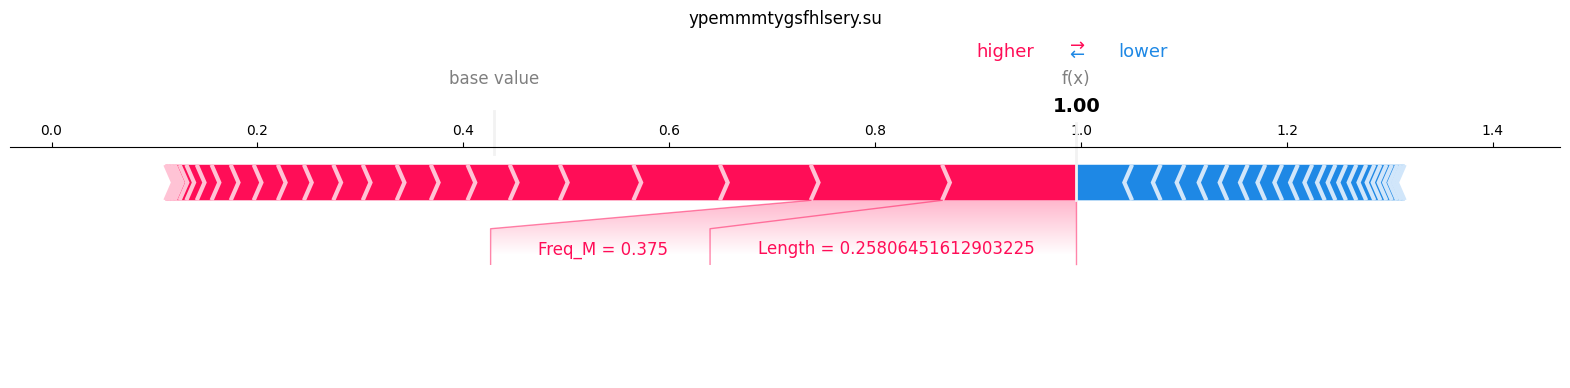 ypemmmtygsfhlsery.su
higher → ← lower
base value f(x)
1.00
0.0 0.2 0.4 0.6 0.8 1.0 1.2 1.4
Freq_M = 0.375 Length = 0.25806451612903225